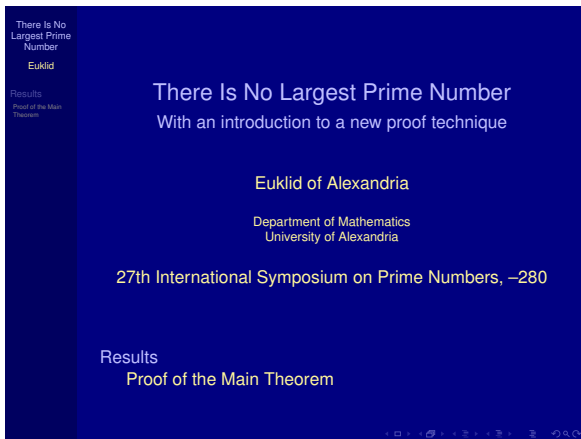 There Is No
Largest Prime
Number
Euklid
Results
Proof of the Main
Theorem
There Is No Largest Prime Number
With an introduction to a new proof technique
Euklid of Alexandria
Department of Mathematics
University of Alexandria
27th International Symposium on Prime Numbers, –280
Results
Proof of the Main Theorem